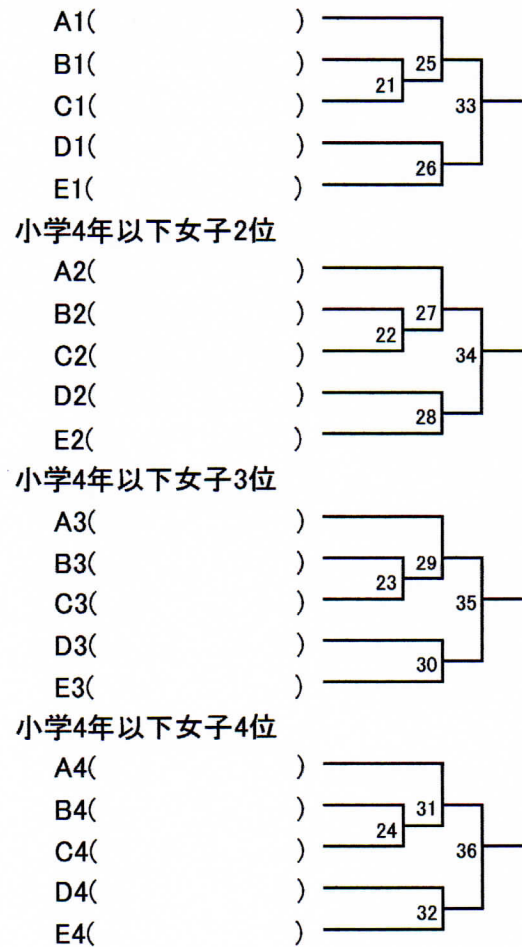 A1( )
25
B1( )
21
33
C1( )
D1( )
26
E1( )
小学4年以下女子2位
A2( )
27
B2( )
22
34
C2( )
D2( )
28
E2( )
小学4年以下女子3位
A3( )
29
B3( )
23
35
C3( )
D3( )
30
E3( )
小学4年以下女子4位
A4( )
31
B4( )
24
36
C4( )
D4( )
32
E4( )